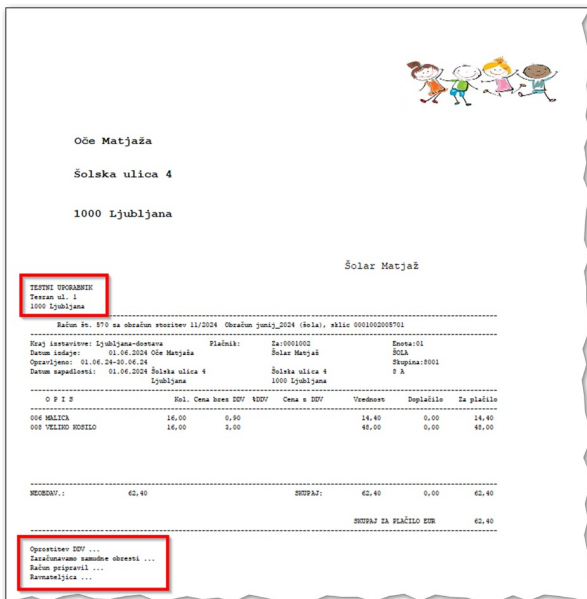 Oče Matjaža
Šolska ulica 4
1000 Ljubljana
Šolar Matjaž
TESTNI UPORABNIK
Tesran ul. 1
1000 Ljubljana
Račun št. 570 za obračun storitev 11/2024 Obračun junij_2024 (šola), sklic 0001002005701
Kraj izstavitve: Ljubljana-dostava Plačnik: Za:0001002 Enota:01
Datum izdaje: 01.06.2024 Oče Matjaža Šolar Matjaž ŠOLA
Opravljeno: 01.06.24-30.06.24 Skupina:8001
Datum zapadlosti: 01.06.2024 Šolska ulica 4 Šolska ulica 4 8 A
Ljubljana 1000 Ljubljana
O P I S Kol. Cena brez DDV %DDV Cena z DDV Vrednost Doplačilo Za plačilo
006 MALICA 16,00 0,90 14,40 0,00 14,40
008 VELIKO KOSILO 16,00 3,00 48,00 0,00 48,00
NEOBDAV.: 62,40 SKUPAJ: 62,40 0,00 62,40
SKUPAJ ZA PLAČILO EUR 62,40
Oprostitev DDV ...
Zaračunavamo zamudne obresti ...
Račun pripravil ...
Ravnateljica ...